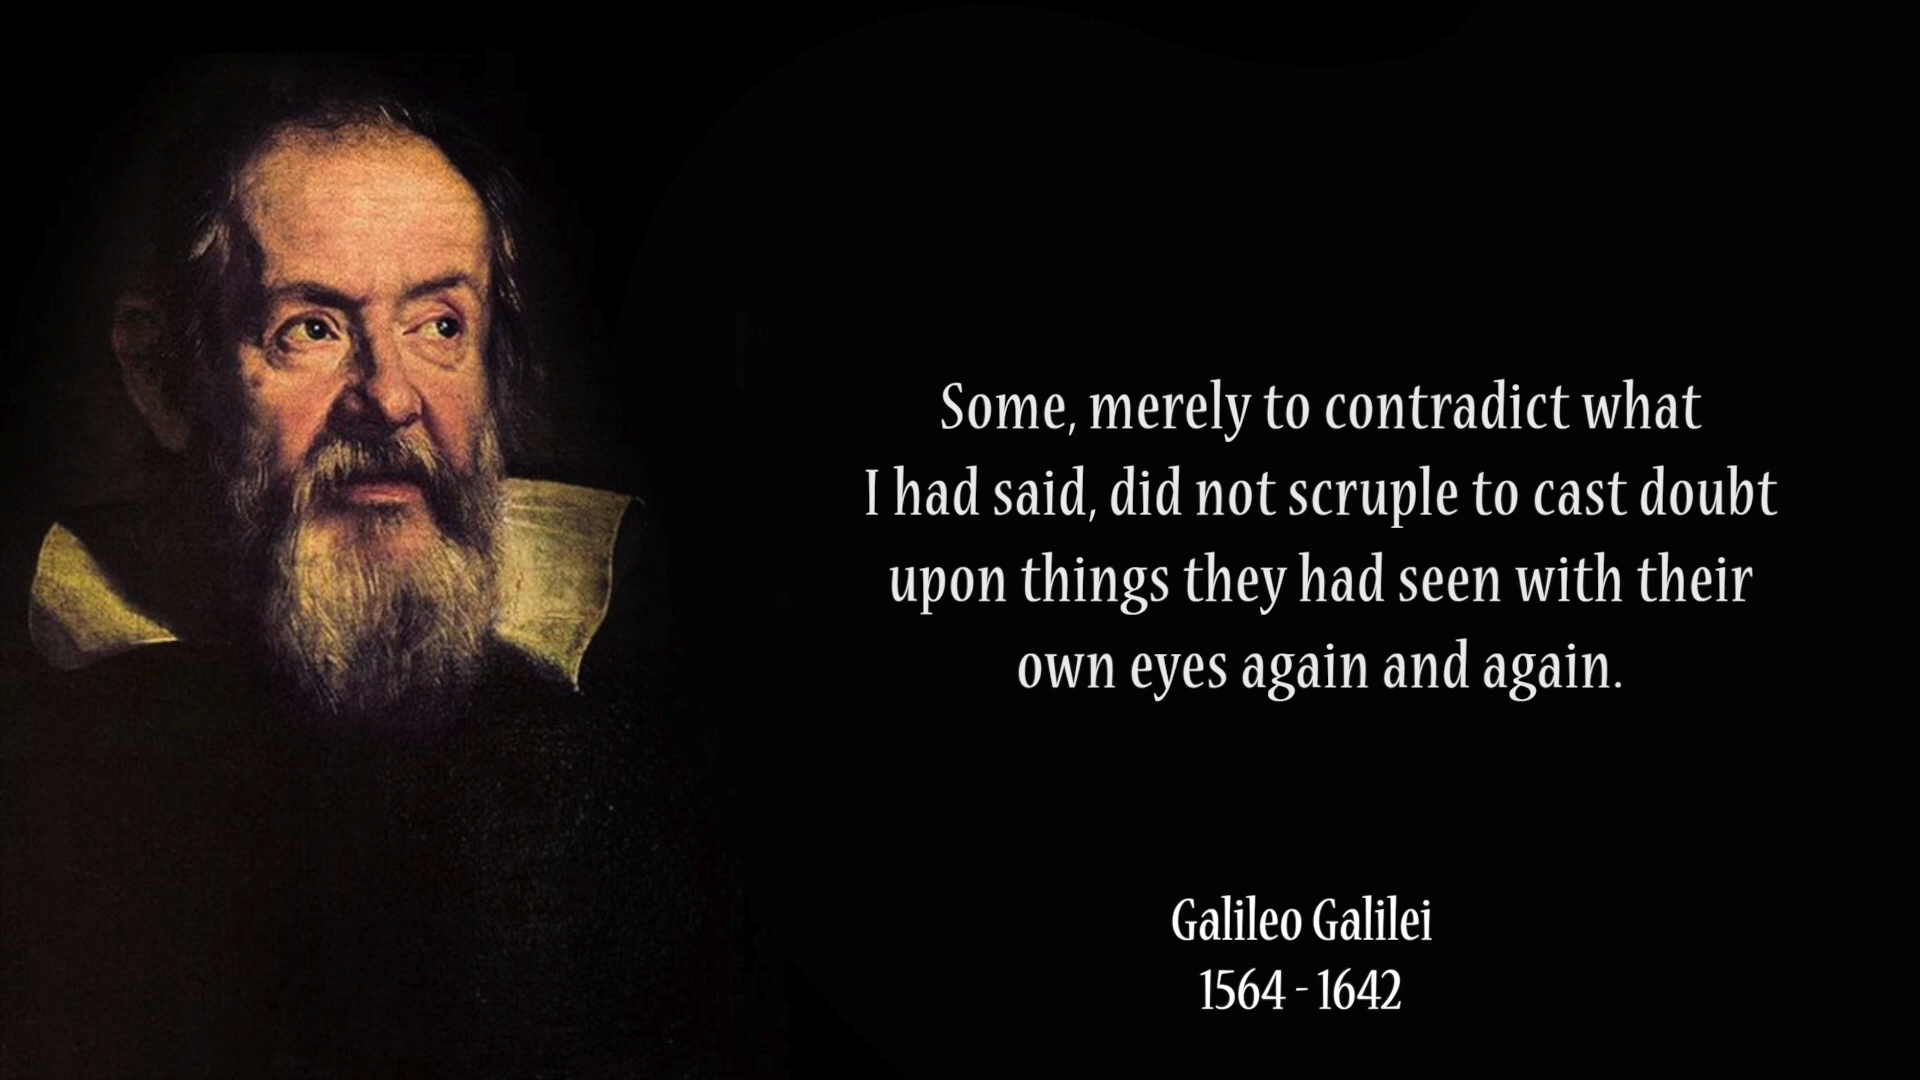 Some, merely to contradict what
I had said, did not scruple to cast doubt
upon things they had seen with their
own eyes again and again.
Galileo Galilei
1564 - 1642